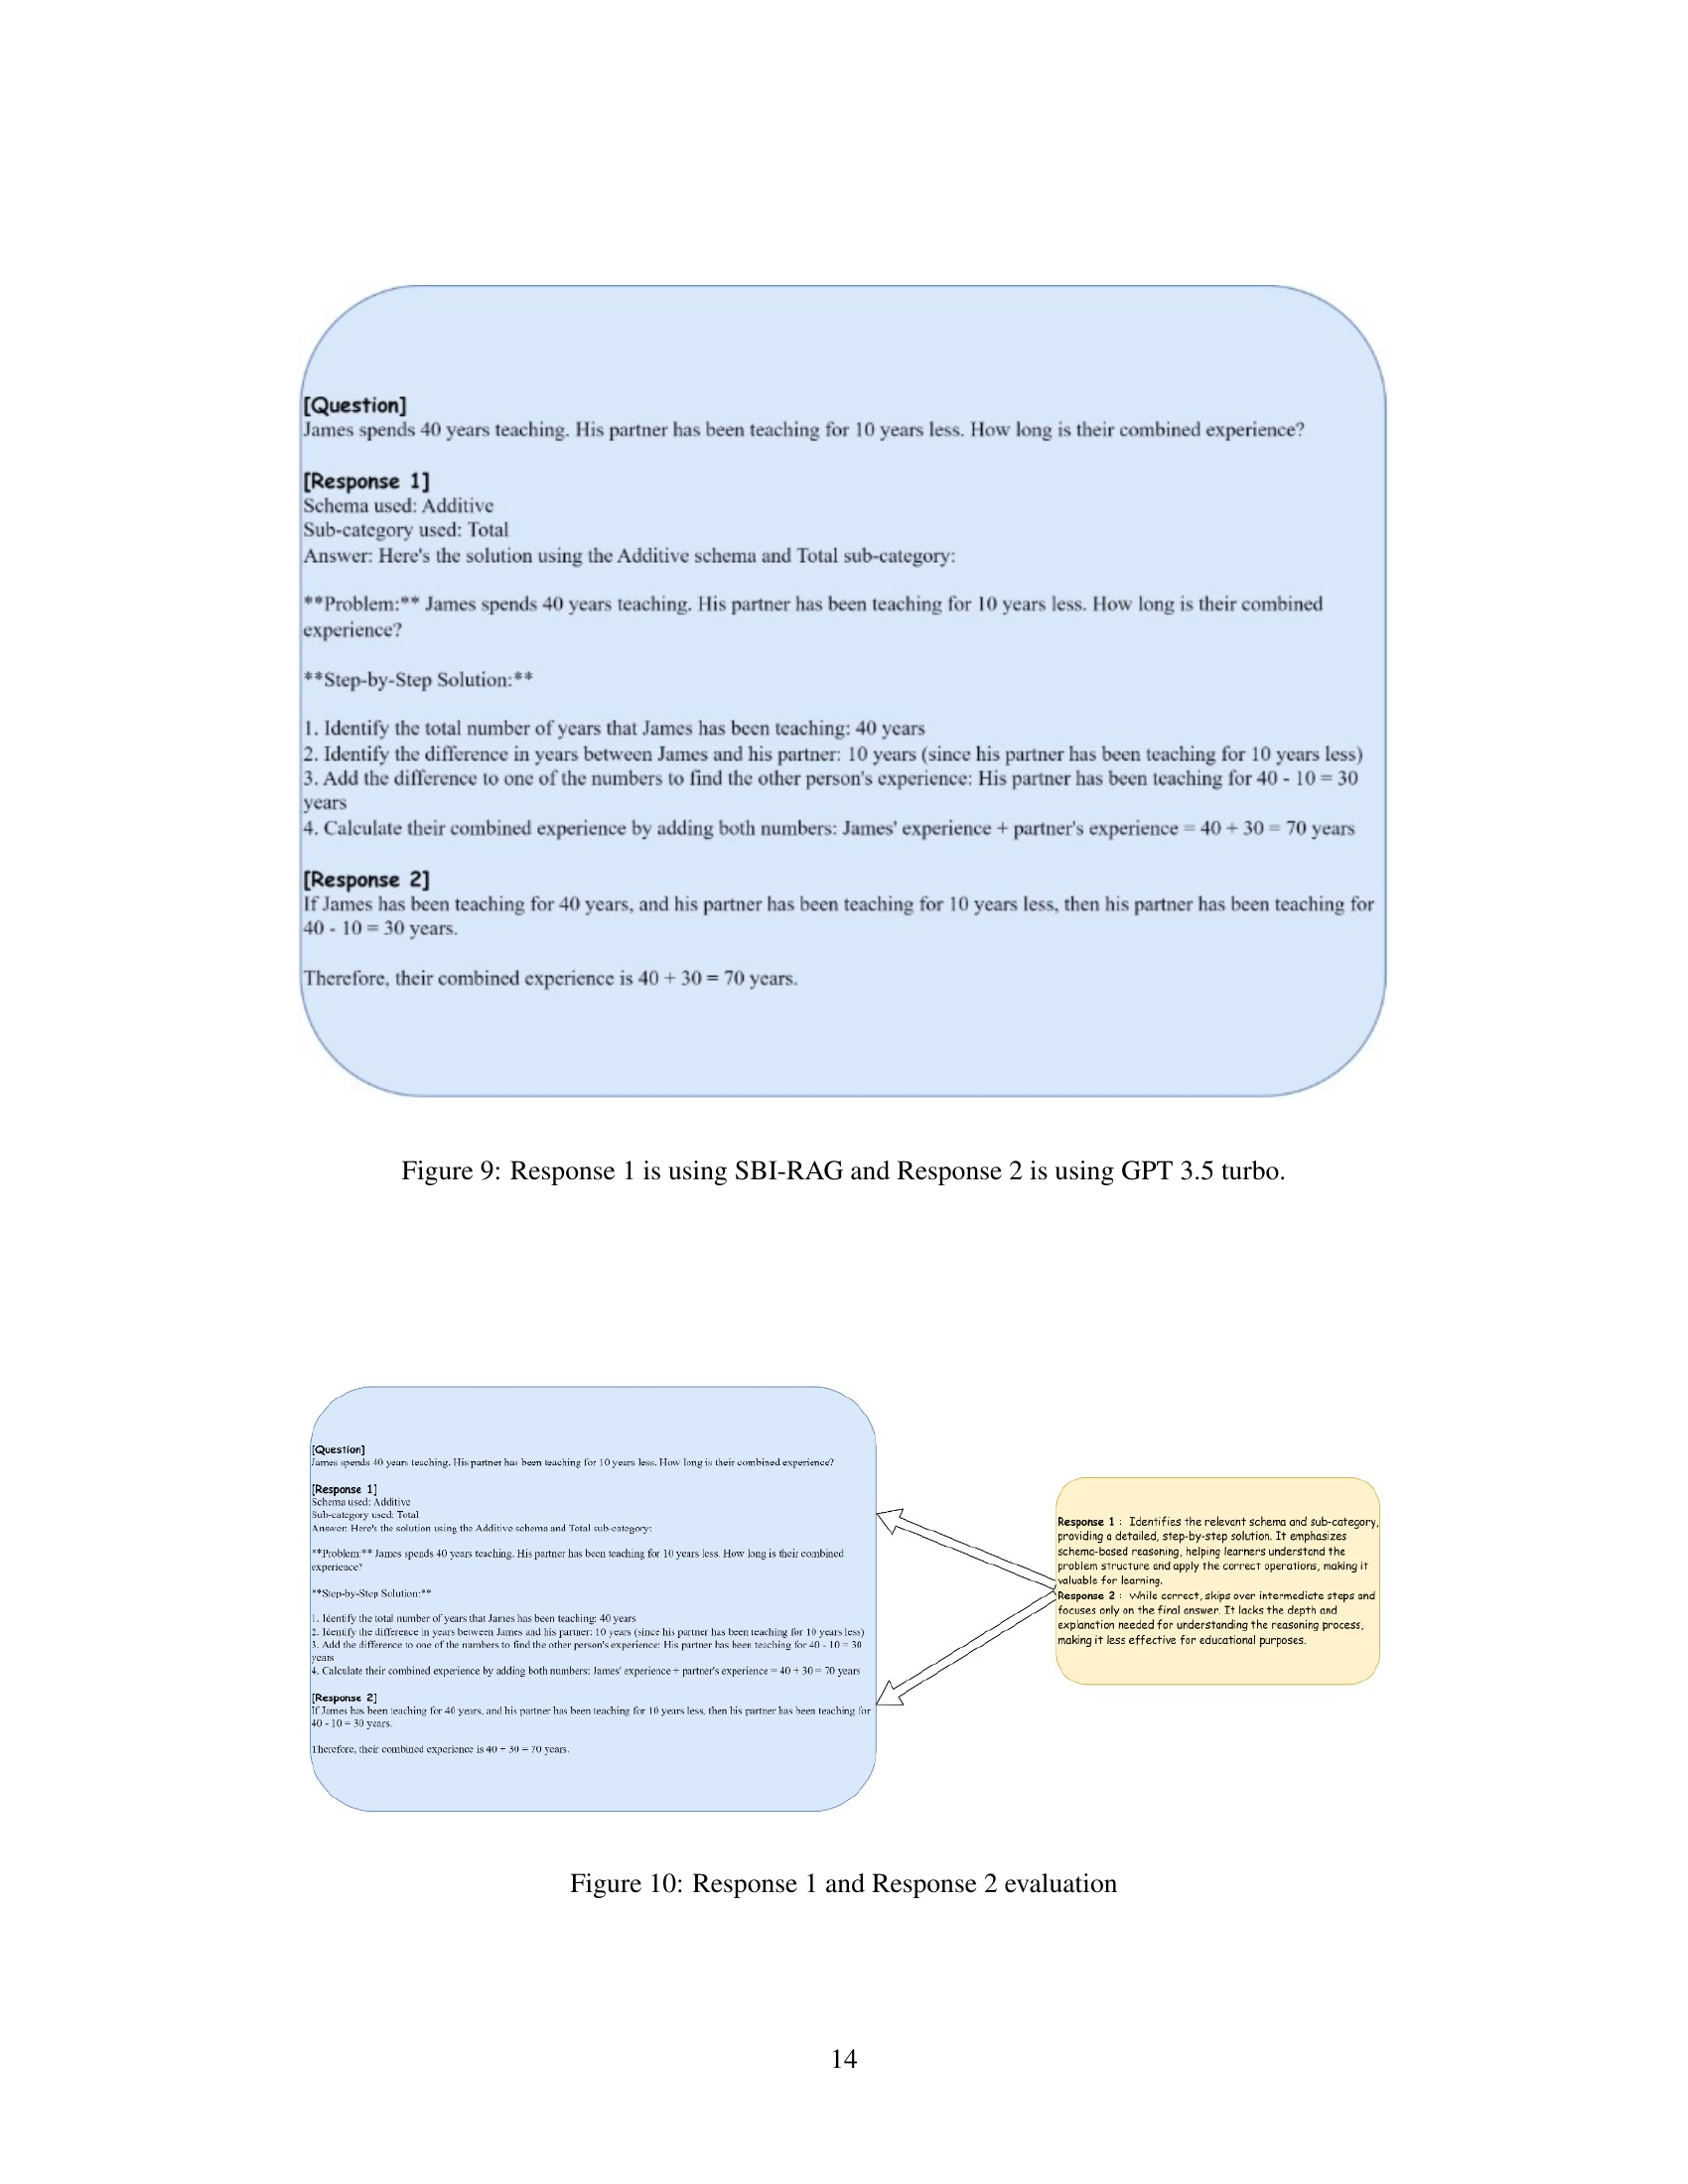 [Question]
James spends 40 years teaching. His partner has been teaching for 10 years less. How long is their combined experience?
[Response 1]
Schema used: Additive
Sub-category used: Total
Answer: Here's the solution using the Additive schema and Total sub-category:
**Problem:** James spends 40 years teaching. His partner has been teaching for 10 years less. How long is their combined
experience?
**Step-by-Step Solution:**
1. Identify the total number of years that James has been teaching: 40 years
2. Identify the difference in years between James and his partner: 10 years (since his partner has been teaching for 10 years less)
3. Add the difference to one of the numbers to find the other person's experience: His partner has been teaching for 40 - 10 = 30
years
4. Calculate their combined experience by adding both numbers: James' experience + partner's experience = 40 + 30 = 70 years
[Response 2]
If James has been teaching for 40 years, and his partner has been teaching for 10 years less, then his partner has been teaching for
40 - 10 = 30 years.
Therefore, their combined experience is 40 + 30 = 70 years.
Figure 9: Response 1 is using SBI-RAG and Response 2 is using GPT 3.5 turbo.
[Question]
James spends 40 years teaching. His partner has been teaching for 10 years less. How long is their combined experience?
[Response 1]
Schema used: Additive
Sub-category used: Total
Answer: Here's the solution using the Additive schema and Total sub-category:
**Problem:** James spends 40 years teaching. His partner has been teaching for 10 years less. How long is their combined
experience?
**Step-by-Step Solution:**
1. Identify the total number of years that James has been teaching: 40 years
2. Identify the difference in years between James and his partner: 10 years (since his partner has been teaching for 10 years less)
3. Add the difference to one of the numbers to find the other person's experience: His partner has been teaching for 40 - 10 = 30
years
4. Calculate their combined experience by adding both numbers: James' experience + partner's experience = 40 + 30 = 70 years
[Response 2]
If James has been teaching for 40 years, and his partner has been teaching for 10 years less, then his partner has been teaching for
40 - 10 = 30 years.
Therefore, their combined experience is 40 + 30 = 70 years.
Response 1 : Identifies the relevant schema and sub-category,
providing a detailed, step-by-step solution. It emphasizes
schema-based reasoning, helping learners understand the
problem structure and apply the correct operations, making it
valuable for learning.
Response 2 : While correct, skips over intermediate steps and
focuses only on the final answer. It lacks the depth and
explanation needed for understanding the reasoning process,
making it less effective for educational purposes.
Figure 10: Response 1 and Response 2 evaluation
14